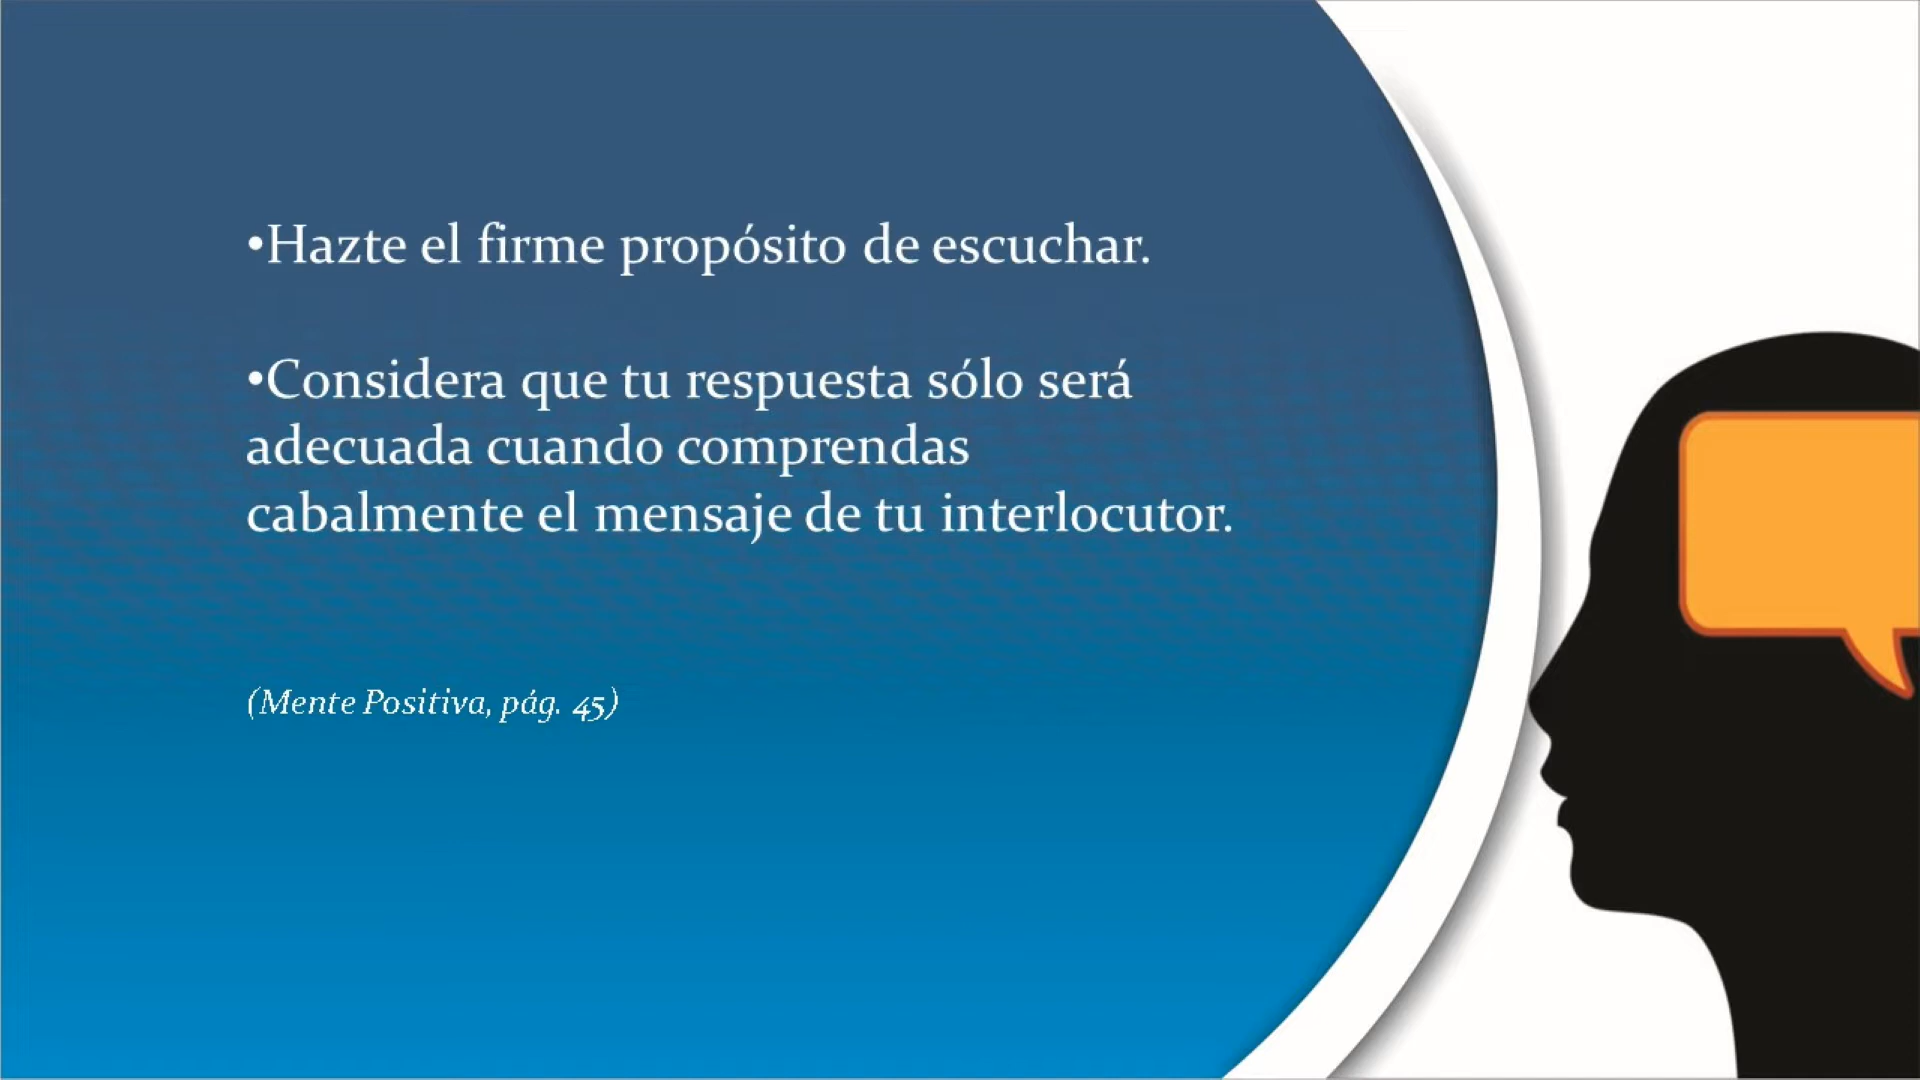 •Hazte el firme propósito de escuchar.
•Considera que tu respuesta sólo será
adecuada cuando comprendas
cabalmente el mensaje de tu interlocutor.
(Mente Positiva, pág. 45)